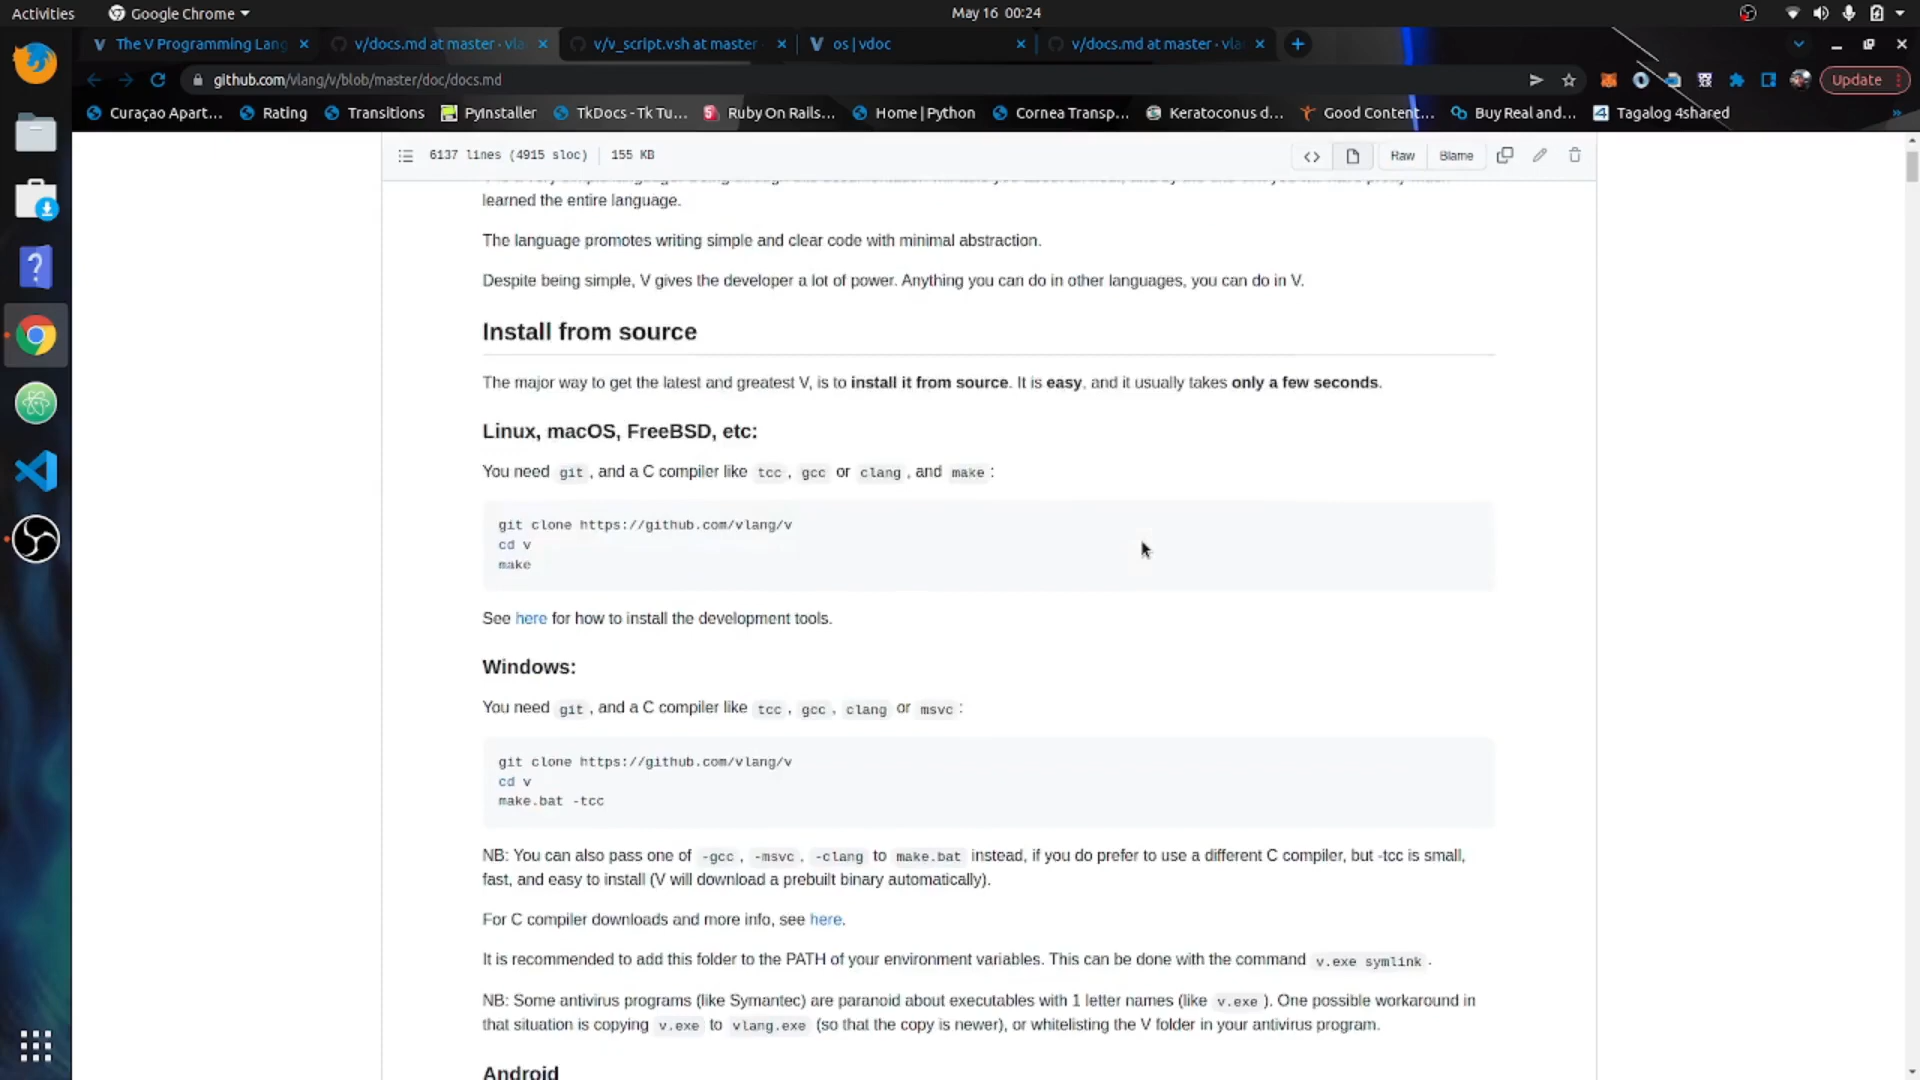 Activities
Google Chrome
May 16 00:24
The V Programming Lang
v/docs.md at master · vla
v/v_script.vsh at master
os | vdoc
v/docs.md at master · vla
github.com/vlang/v/blob/master/doc/docs.md
Update
Curaçao Apart...
Rating
Transitions
PyInstaller
TkDocs - Tk Tu...
Ruby On Rails...
Home | Python
Cornea Transp...
Keratoconus d...
Good Content...
Buy Real and...
Tagalog 4shared
6137 lines (4915 sloc)
155 KB
Raw
Blame
learned the entire language.
The language promotes writing simple and clear code with minimal abstraction.
Despite being simple, V gives the developer a lot of power. Anything you can do in other languages, you can do in V.
Install from source
The major way to get the latest and greatest V, is to install it from source. It is easy, and it usually takes only a few seconds.
Linux, macOS, FreeBSD, etc:
You need git, and a C compiler like tcc, gcc or clang, and make:
git clone https://github.com/vlang/v
cd v
make
See here for how to install the development tools.
Windows:
You need git, and a C compiler like tcc, gcc, clang or msvc:
git clone https://github.com/vlang/v
cd v
make.bat -tcc
NB: You can also pass one of -gcc, -msvc, -clang to make.bat instead, if you do prefer to use a different C compiler, but -tcc is small,
fast, and easy to install (V will download a prebuilt binary automatically).
For C compiler downloads and more info, see here.
It is recommended to add this folder to the PATH of your environment variables. This can be done with the command v.exe symlink.
NB: Some antivirus programs (like Symantec) are paranoid about executables with 1 letter names (like v.exe). One possible workaround in
that situation is copying v.exe to vlang.exe (so that the copy is newer), or whitelisting the V folder in your antivirus program.
Android